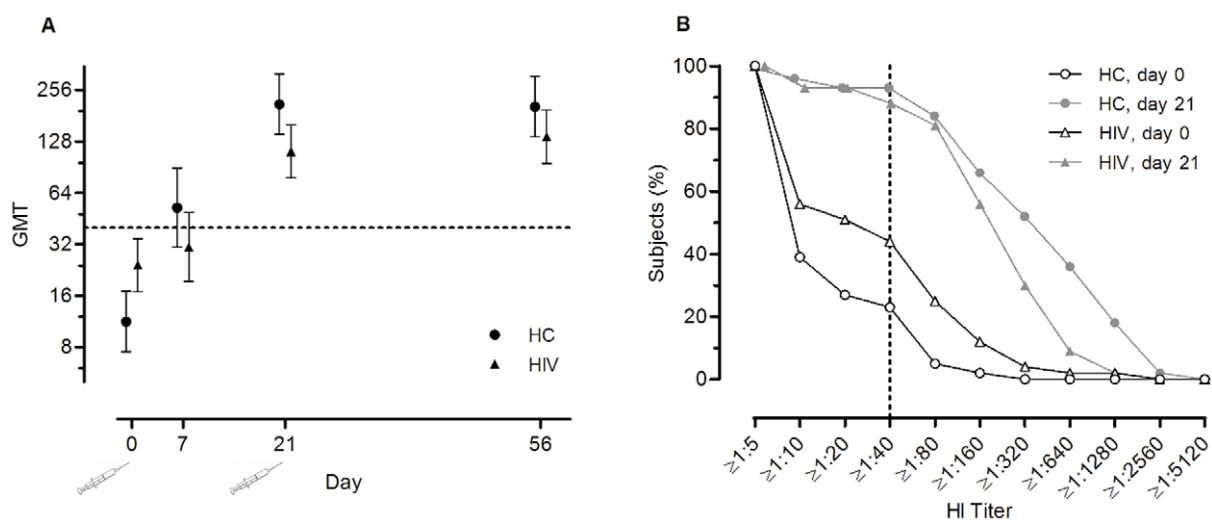 A
GMT
256
128
64
32
16
8
HC
HIV
0 7 21 56
Day
B
Subjects (%)
100
80
60
40
20
0
HC, day 0
HC, day 21
HIV, day 0
HIV, day 21
≥1:5 ≥1:10 ≥1:20 ≥1:40 ≥1:80 ≥1:160 ≥1:320 ≥1:640 ≥1:1280 ≥1:2560 ≥1:5120
HI Titer